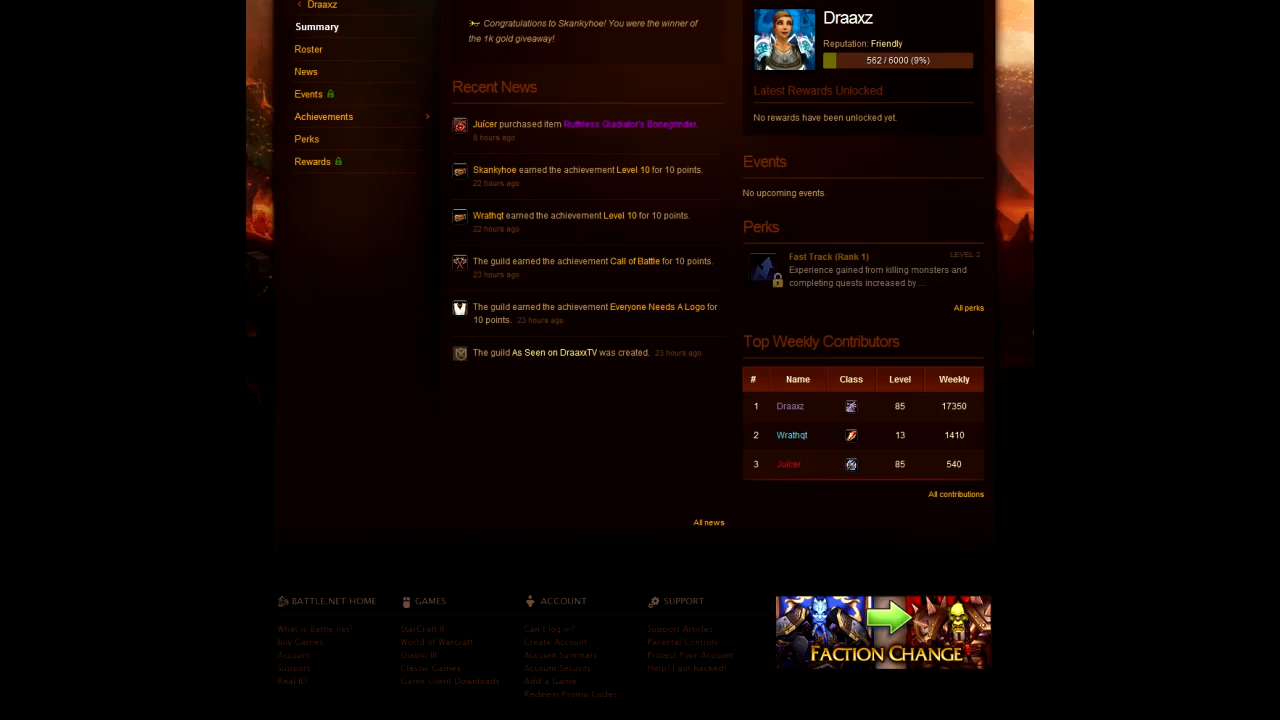 Draaxz
Summary
Roster
News
Events
Achievements
Perks
Rewards
Congratulations to Skankyhoe! You were the winner of
the 1k gold giveaway!
Recent News
Juícer purchased item Ruthless Gladiator's Bonegrinder.
8 hours ago
Skankyhoe earned the achievement Level 10 for 10 points.
22 hours ago
Wrathqt earned the achievement Level 10 for 10 points.
22 hours ago
The guild earned the achievement Call of Battle for 10 points.
23 hours ago
The guild earned the achievement Everyone Needs A Logo for
10 points. 23 hours ago
The guild As Seen on DraaxxTV was created. 23 hours ago
All news
Draaxz
Reputation: Friendly
562 / 6000 (9%)
Latest Rewards Unlocked
No rewards have been unlocked yet.
Events
No upcoming events.
Perks
Fast Track (Rank 1) LEVEL 2
Experience gained from killing monsters and
completing quests increased by ...
All perks
Top Weekly Contributors
# Name Class Level Weekly
1 Draaxz 85 17350
2 Wrathqt 13 1410
3 Juícer 85 540
All contributions
BATTLE.NET HOME
What is Battle.net?
Buy Games
Account
Support
Real ID
GAMES
StarCraft II
World of Warcraft
Diablo III
Classic Games
Game Client Downloads
ACCOUNT
Can't log in?
Create Account
Account Summary
Account Security
Add a Game
Redeem Promo Codes
SUPPORT
Support Articles
Parental Controls
Protect Your Account
Help! I got hacked!
FACTION CHANGE